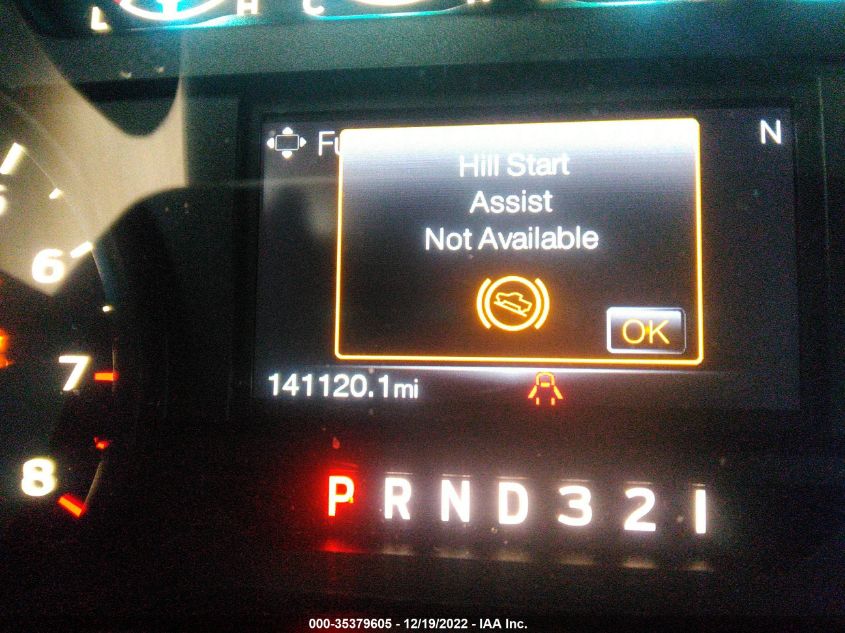 L H C H
Fu N
Hill Start
Assist
Not Available
OK
6
7
8
141120.1mi
P R N D 3 2 1
000-35379605 - 12/19/2022 - IAA Inc.